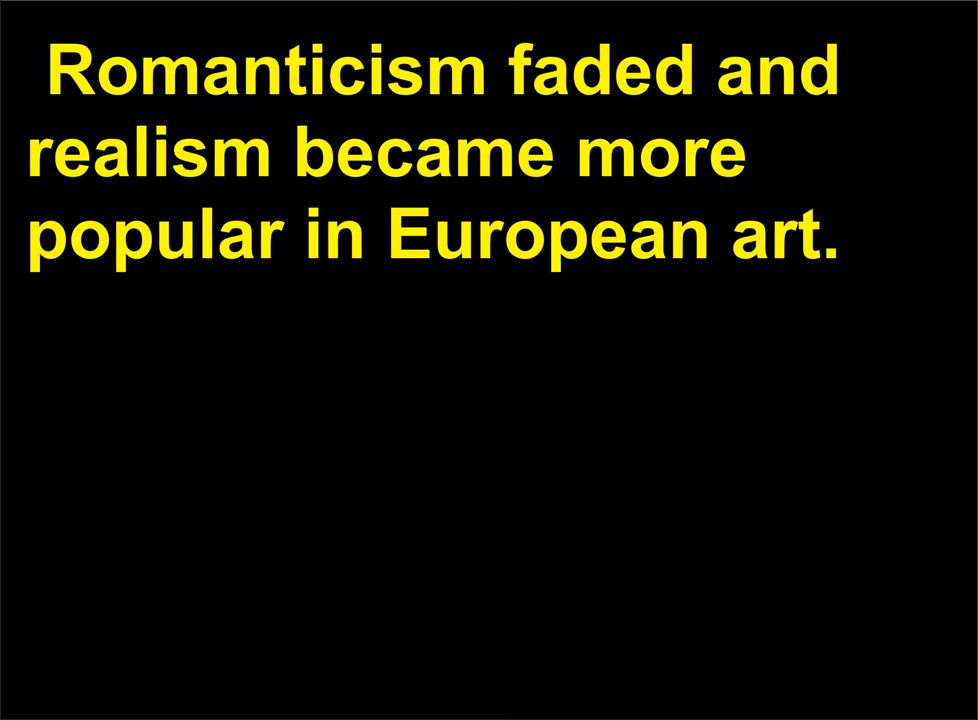 Romanticism faded and
realism became more
popular in European art.